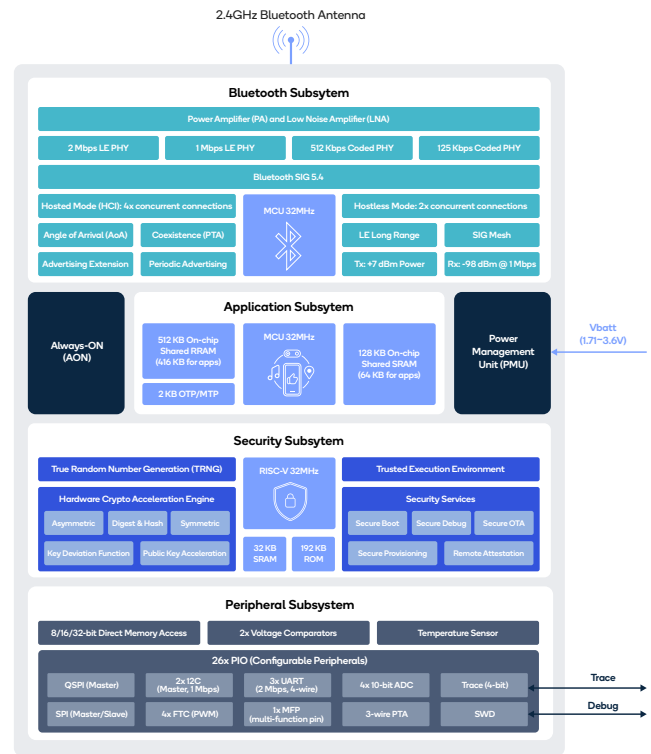 2.4GHz Bluetooth Antenna
Bluetooth Subsytem
Power Amplifier (PA) and Low Noise Amplifier (LNA)
2 Mbps LE PHY
1 Mbps LE PHY
512 Kbps Coded PHY
125 Kbps Coded PHY
Bluetooth SIG 5.4
Hosted Mode (HCI): 4x concurrent connections
MCU 32MHz
Hostless Mode: 2x concurrent connections
Angle of Arrival (AoA)
Coexistence (PTA)
LE Long Range
SIG Mesh
Advertising Extension
Periodic Advertising
Tx: +7 dBm Power
Rx: -98 dBm @ 1 Mbps
Always-ON
(AON)
Application Subsytem
512 KB On-chip
Shared RRAM
(416 KB for apps)
2 KB OTP/MTP
MCU 32MHz
128 KB On-chip
Shared SRAM
(64 KB for apps)
Power
Management
Unit (PMU)
Vbatt
(1.71~3.6V)
Security Subsytem
True Random Number Generation (TRNG)
RISC-V 32MHz
Trusted Execution Environment
Hardware Crypto Acceleration Engine
Asymmetric
Digest & Hash
Symmetric
Key Deviation Function
Public Key Acceleration
32 KB
SRAM
192 KB
ROM
Security Services
Secure Boot
Secure Debug
Secure OTA
Secure Provisioning
Remote Attestation
Peripheral Subsystem
8/16/32-bit Direct Memory Access
2x Voltage Comparators
Temperature Sensor
26x PIO (Configurable Peripherals)
QSPI (Master)
2x I2C
(Master, 1 Mbps)
3x UART
(2 Mbps, 4-wire)
4x 10-bit ADC
Trace (4-bit)
Trace
SPI (Master/Slave)
4x FTC (PWM)
1x MFP
(multi-function pin)
3-wire PTA
SWD
Debug